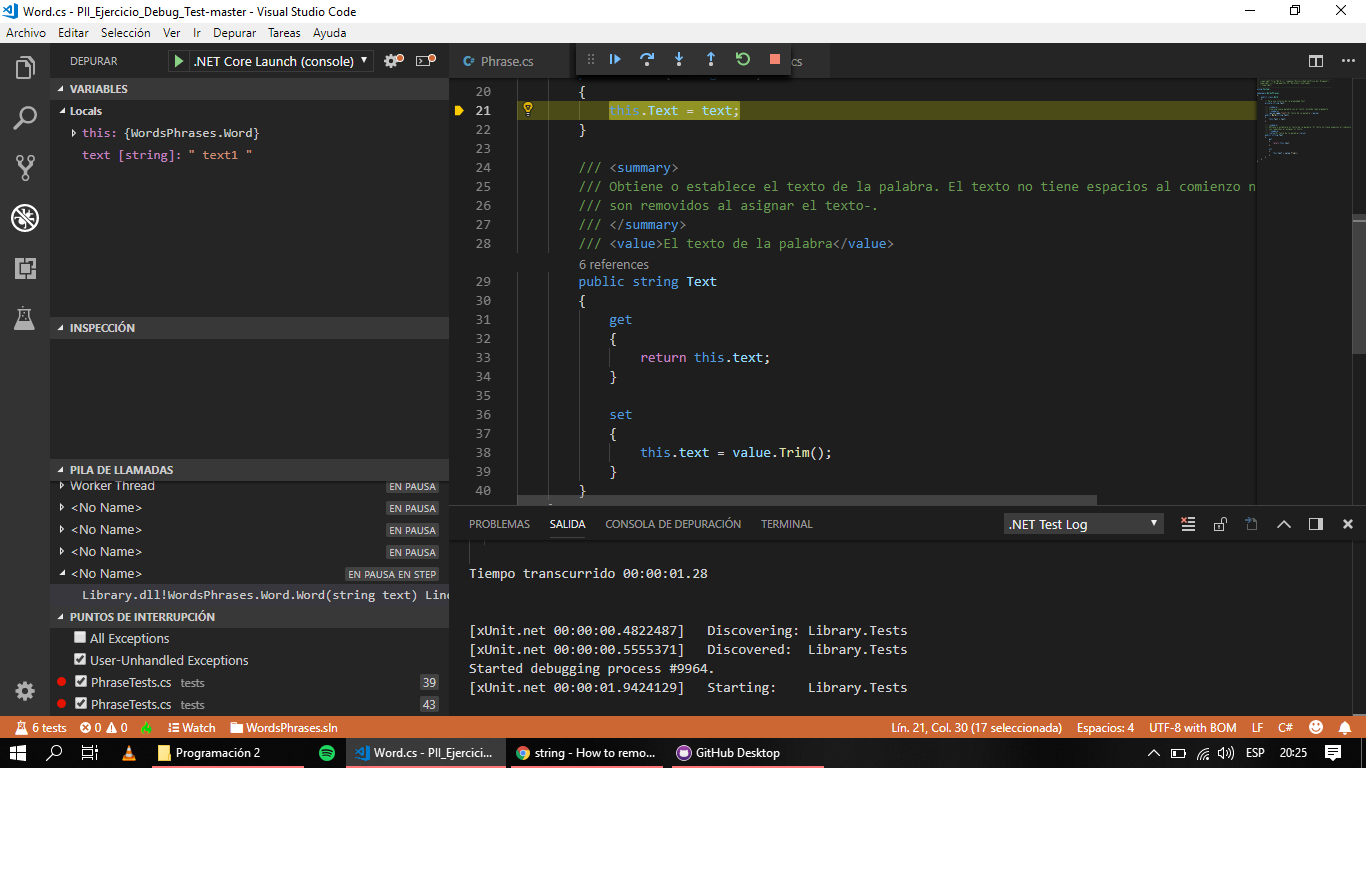 Word.cs - PII_Ejercicio_Debug_Test-master - Visual Studio Code
Archivo Editar Selección Ver Ir Depurar Tareas Ayuda
DEPURAR .NET Core Launch (console)
VARIABLES
Locals
this: {WordsPhrases.Word}
text [string]: " text1 "
INSPECCIÓN
PILA DE LLAMADAS
Worker Thread EN PAUSA
<No Name> EN PAUSA
<No Name> EN PAUSA
<No Name> EN PAUSA
<No Name> EN PAUSA EN STEP
Library.dll!WordsPhrases.Word.Word(string text) Line
PUNTOS DE INTERRUPCIÓN
All Exceptions
User-Unhandled Exceptions
PhraseTests.cs tests 39
PhraseTests.cs tests 43
C# Phrase.cs cs
20 {
21 this.Text = text;
22 }
23
24 /// <summary>
25 /// Obtiene o establece el texto de la palabra. El texto no tiene espacios al comienzo n
26 /// son removidos al asignar el texto-.
27 /// </summary>
28 /// <value>El texto de la palabra</value>
6 references
29 public string Text
30 {
31 get
32 {
33 return this.text;
34 }
35
36 set
37 {
38 this.text = value.Trim();
39 }
40 }
PROBLEMAS SALIDA CONSOLA DE DEPURACIÓN TERMINAL .NET Test Log
Tiempo transcurrido 00:00:01.28
[xUnit.net 00:00:00.4822487] Discovering: Library.Tests
[xUnit.net 00:00:00.5555371] Discovered: Library.Tests
Started debugging process #9964.
[xUnit.net 00:00:01.9424129] Starting: Library.Tests
6 tests 0 0 Watch WordsPhrases.sln Lín. 21, Col. 30 (17 seleccionada) Espacios: 4 UTF-8 with BOM LF C#
Programación 2 Word.cs - PII_Ejercici... string - How to remo... GitHub Desktop ESP 20:25